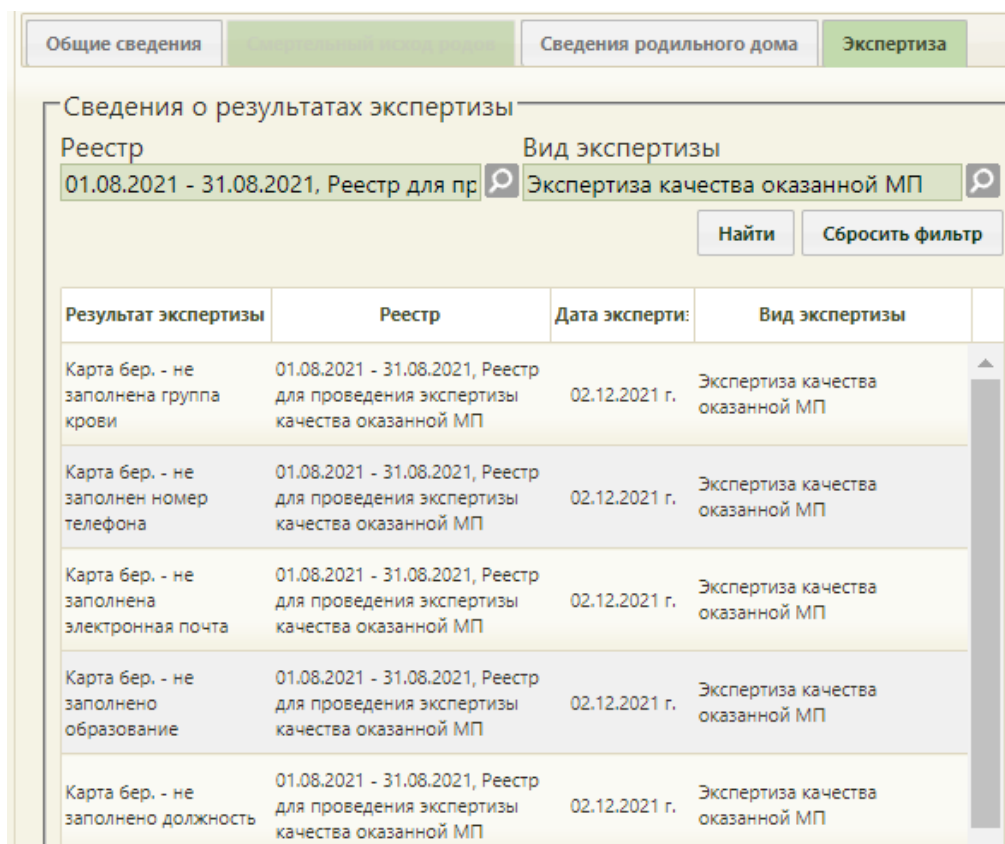 Общие сведения
Смертельный исход родов
Сведения родильного дома
Экспертиза
Сведения о результатах экспертизы
Реестр
Вид экспертизы
01.08.2021 - 31.08.2021, Реестр для пр
Экспертиза качества оказанной МП
Найти
Сбросить фильтр
Результат экспертизы
Реестр
Дата эксперти
Вид экспертизы
Карта бер. - не
заполнена группа
крови
01.08.2021 - 31.08.2021, Реестр
для проведения экспертизы
качества оказанной МП
02.12.2021 г.
Экспертиза качества
оказанной МП
Карта бер. - не
заполнен номер
телефона
01.08.2021 - 31.08.2021, Реестр
для проведения экспертизы
качества оказанной МП
02.12.2021 г.
Экспертиза качества
оказанной МП
Карта бер. - не
заполнена
электронная почта
01.08.2021 - 31.08.2021, Реестр
для проведения экспертизы
качества оказанной МП
02.12.2021 г.
Экспертиза качества
оказанной МП
Карта бер. - не
заполнено
образование
01.08.2021 - 31.08.2021, Реестр
для проведения экспертизы
качества оказанной МП
02.12.2021 г.
Экспертиза качества
оказанной МП
Карта бер. - не
заполнено должность
01.08.2021 - 31.08.2021, Реестр
для проведения экспертизы
качества оказанной МП
02.12.2021 г.
Экспертиза качества
оказанной МП